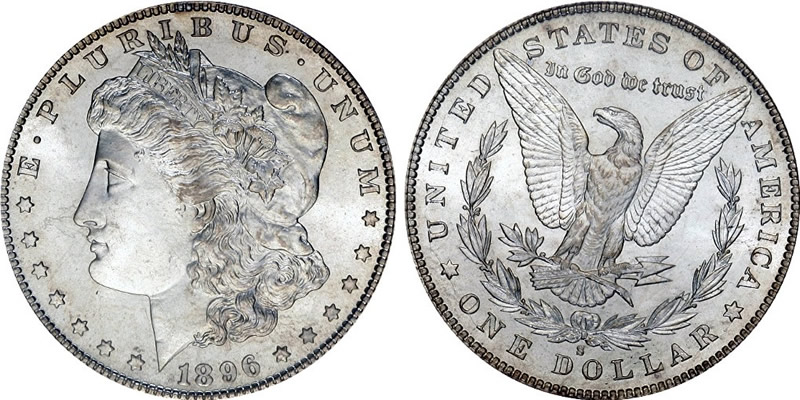 E · PLURIBUS · UNUM
LIBERTY
1896
UNITED STATES OF AMERICA
In God we trust
S
ONE DOLLAR